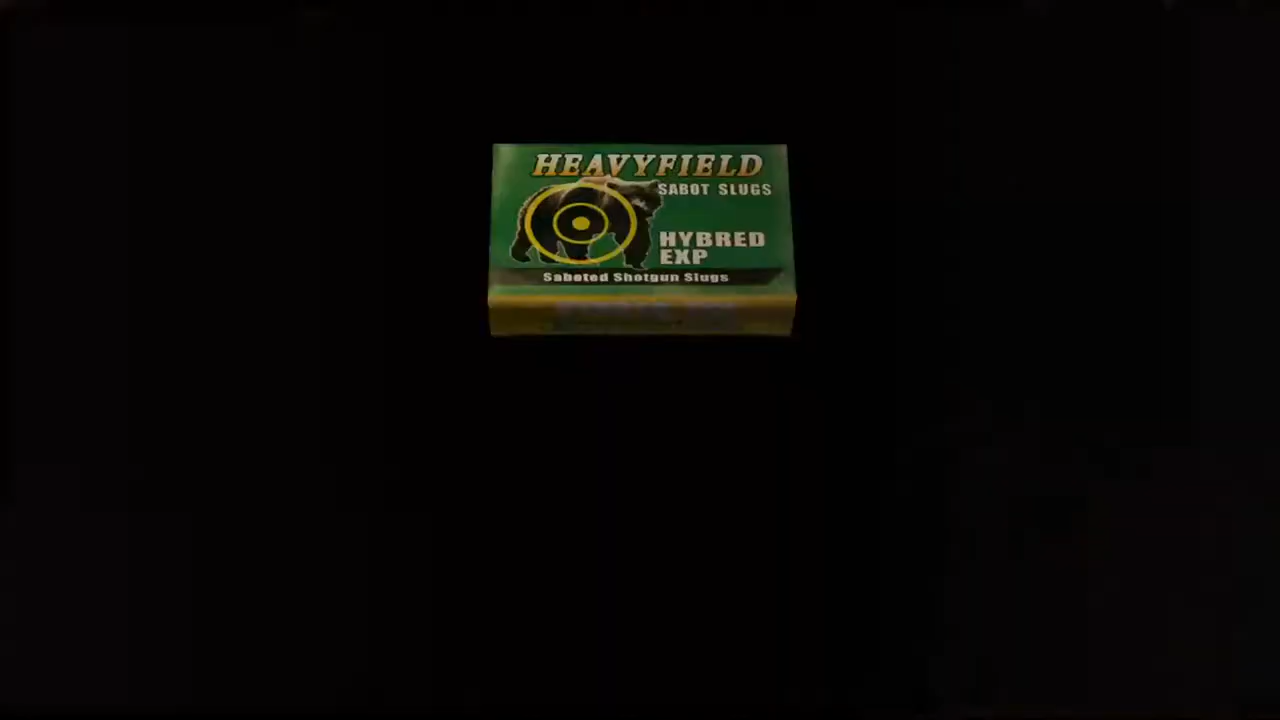 HEAVYFIELD
SABOT SLUGS
HYBRED
EXP
Saboted Shotgun Slugs